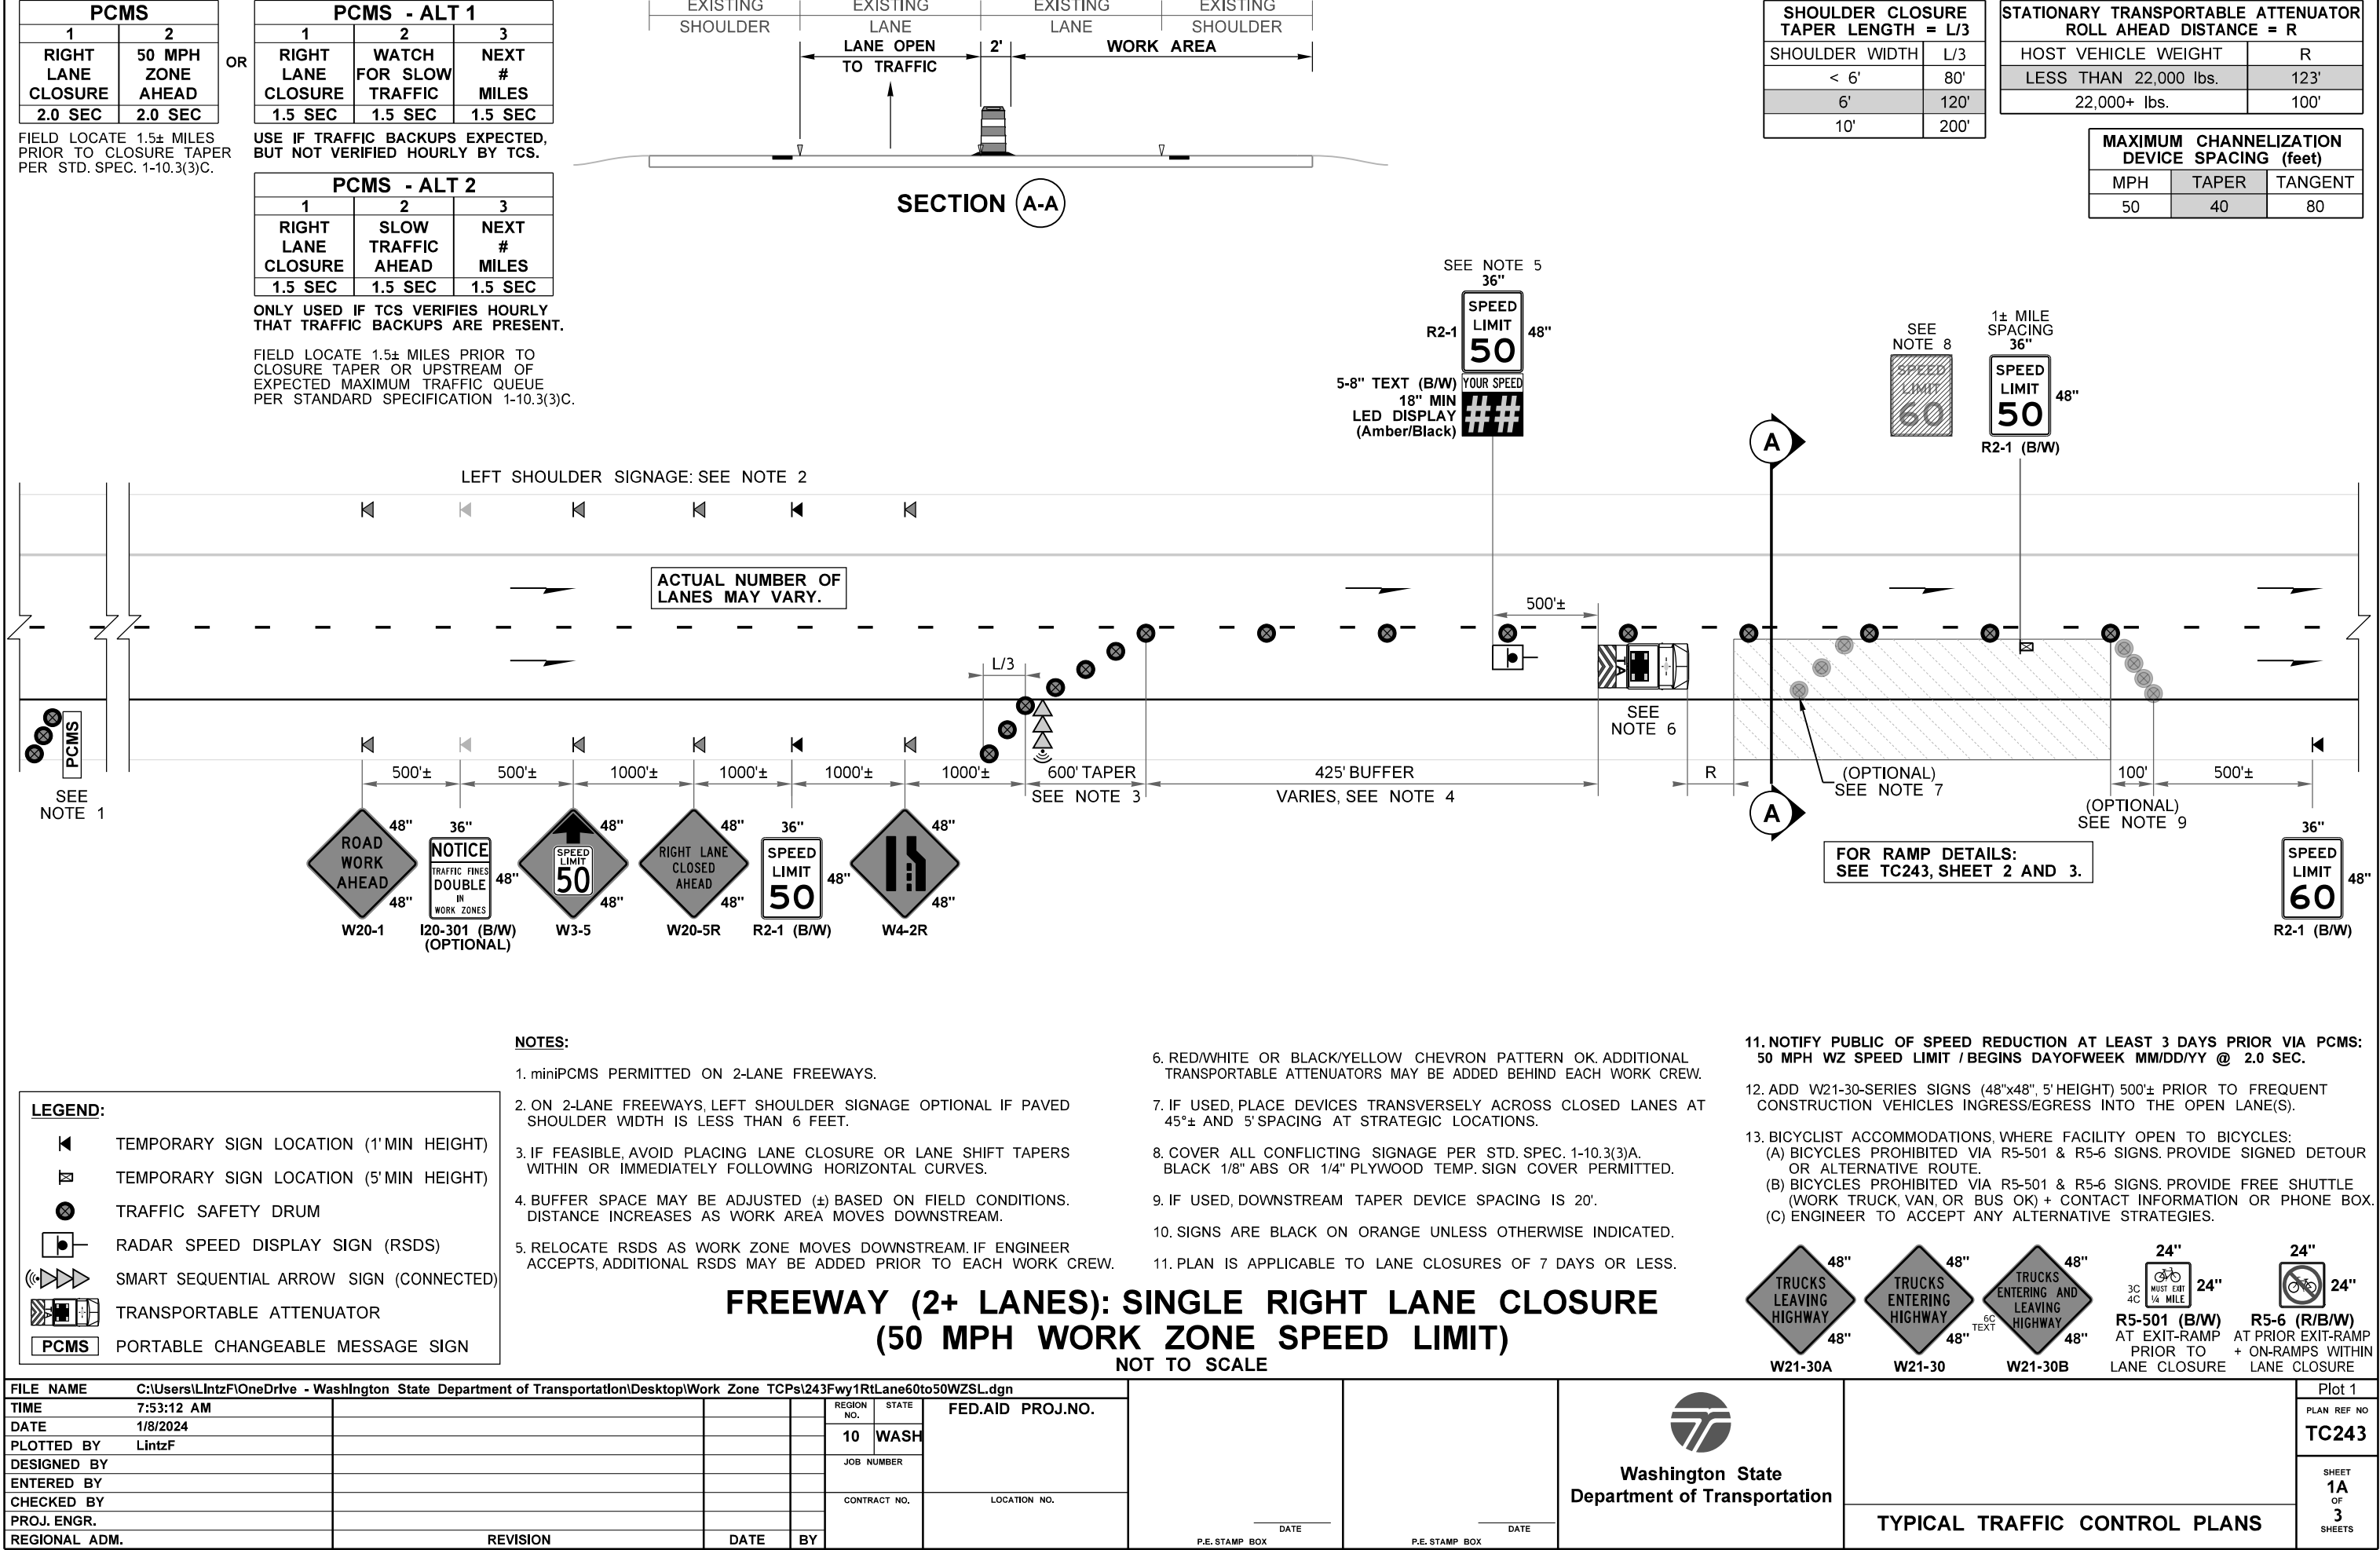 PCMS
1 2
RIGHT LANE CLOSURE
50 MPH ZONE AHEAD
2.0 SEC 2.0 SEC
FIELD LOCATE 1.5± MILES
PRIOR TO CLOSURE TAPER
PER STD. SPEC. 1-10.3(3)C.
OR
PCMS - ALT 1
1 2 3
RIGHT LANE CLOSURE
WATCH FOR SLOW TRAFFIC
NEXT # MILES
1.5 SEC 1.5 SEC 1.5 SEC
USE IF TRAFFIC BACKUPS EXPECTED,
BUT NOT VERIFIED HOURLY BY TCS.
PCMS - ALT 2
1 2 3
RIGHT LANE CLOSURE
SLOW TRAFFIC AHEAD
NEXT # MILES
1.5 SEC 1.5 SEC 1.5 SEC
ONLY USED IF TCS VERIFIES HOURLY
THAT TRAFFIC BACKUPS ARE PRESENT.
FIELD LOCATE 1.5± MILES PRIOR TO
CLOSURE TAPER OR UPSTREAM OF
EXPECTED MAXIMUM TRAFFIC QUEUE
PER STANDARD SPECIFICATION 1-10.3(3)C.
EXISTING SHOULDER
EXISTING LANE
EXISTING LANE
EXISTING SHOULDER
LANE OPEN
TO TRAFFIC
2'
WORK AREA
SECTION A-A
SHOULDER CLOSURE
TAPER LENGTH = L/3
SHOULDER WIDTH L/3
< 6' 80'
6' 120'
10' 200'
STATIONARY TRANSPORTABLE ATTENUATOR
ROLL AHEAD DISTANCE = R
HOST VEHICLE WEIGHT R
LESS THAN 22,000 lbs. 123'
22,000+ lbs. 100'
MAXIMUM CHANNELIZATION
DEVICE SPACING (feet)
MPH TAPER TANGENT
50 40 80
SEE NOTE 5
36"
SPEED
LIMIT
50
R2-1
48"
YOUR SPEED
##
5-8" TEXT (B/W)
18" MIN
LED DISPLAY
(Amber/Black)
SEE
NOTE 8
SPEED
LIMIT
60
1± MILE
SPACING
36"
SPEED
LIMIT
50
48"
R2-1 (B/W)
A
LEFT SHOULDER SIGNAGE: SEE NOTE 2
ACTUAL NUMBER OF
LANES MAY VARY.
500'±
L/3
PCMS
SEE
NOTE 1
SEE
NOTE 6
500'± 500'± 1000'± 1000'± 1000'± 1000'± 600' TAPER 425' BUFFER R 100' 500'±
SEE NOTE 3
VARIES, SEE NOTE 4
(OPTIONAL)
SEE NOTE 7
(OPTIONAL)
SEE NOTE 9
A
FOR RAMP DETAILS:
SEE TC243, SHEET 2 AND 3.
ROAD
WORK
AHEAD
48"
48"
W20-1
36"
NOTICE
TRAFFIC FINES
DOUBLE
IN
WORK ZONES
48"
I20-301 (B/W)
(OPTIONAL)
SPEED
LIMIT
50
48"
48"
W3-5
RIGHT LANE
CLOSED
AHEAD
48"
48"
W20-5R
36"
SPEED
LIMIT
50
48"
R2-1 (B/W)
48"
48"
W4-2R
36"
SPEED
LIMIT
60
48"
R2-1 (B/W)
LEGEND:
TEMPORARY SIGN LOCATION (1' MIN HEIGHT)
TEMPORARY SIGN LOCATION (5' MIN HEIGHT)
TRAFFIC SAFETY DRUM
RADAR SPEED DISPLAY SIGN (RSDS)
SMART SEQUENTIAL ARROW SIGN (CONNECTED)
TRANSPORTABLE ATTENUATOR
PCMS PORTABLE CHANGEABLE MESSAGE SIGN
NOTES:
1. miniPCMS PERMITTED ON 2-LANE FREEWAYS.
2. ON 2-LANE FREEWAYS, LEFT SHOULDER SIGNAGE OPTIONAL IF PAVED
SHOULDER WIDTH IS LESS THAN 6 FEET.
3. IF FEASIBLE, AVOID PLACING LANE CLOSURE OR LANE SHIFT TAPERS
WITHIN OR IMMEDIATELY FOLLOWING HORIZONTAL CURVES.
4. BUFFER SPACE MAY BE ADJUSTED (±) BASED ON FIELD CONDITIONS.
DISTANCE INCREASES AS WORK AREA MOVES DOWNSTREAM.
5. RELOCATE RSDS AS WORK ZONE MOVES DOWNSTREAM. IF ENGINEER
ACCEPTS, ADDITIONAL RSDS MAY BE ADDED PRIOR TO EACH WORK CREW.
6. RED/WHITE OR BLACK/YELLOW CHEVRON PATTERN OK. ADDITIONAL
TRANSPORTABLE ATTENUATORS MAY BE ADDED BEHIND EACH WORK CREW.
7. IF USED, PLACE DEVICES TRANSVERSELY ACROSS CLOSED LANES AT
45°± AND 5' SPACING AT STRATEGIC LOCATIONS.
8. COVER ALL CONFLICTING SIGNAGE PER STD. SPEC. 1-10.3(3)A.
BLACK 1/8" ABS OR 1/4" PLYWOOD TEMP. SIGN COVER PERMITTED.
9. IF USED, DOWNSTREAM TAPER DEVICE SPACING IS 20'.
10. SIGNS ARE BLACK ON ORANGE UNLESS OTHERWISE INDICATED.
11. PLAN IS APPLICABLE TO LANE CLOSURES OF 7 DAYS OR LESS.
11. NOTIFY PUBLIC OF SPEED REDUCTION AT LEAST 3 DAYS PRIOR VIA PCMS:
50 MPH WZ SPEED LIMIT / BEGINS DAYOFWEEK MM/DD/YY @ 2.0 SEC.
12. ADD W21-30-SERIES SIGNS (48"x48", 5' HEIGHT) 500'± PRIOR TO FREQUENT
CONSTRUCTION VEHICLES INGRESS/EGRESS INTO THE OPEN LANE(S).
13. BICYCLIST ACCOMMODATIONS, WHERE FACILITY OPEN TO BICYCLES:
(A) BICYCLES PROHIBITED VIA R5-501 & R5-6 SIGNS. PROVIDE SIGNED DETOUR
OR ALTERNATIVE ROUTE.
(B) BICYCLES PROHIBITED VIA R5-501 & R5-6 SIGNS. PROVIDE FREE SHUTTLE
(WORK TRUCK, VAN, OR BUS OK) + CONTACT INFORMATION OR PHONE BOX.
(C) ENGINEER TO ACCEPT ANY ALTERNATIVE STRATEGIES.
TRUCKS
LEAVING
HIGHWAY
48"
48"
W21-30A
TRUCKS
ENTERING
HIGHWAY
48"
48"
W21-30
TRUCKS
ENTERING AND
LEAVING
HIGHWAY
6C
TEXT
48"
48"
W21-30B
24"
MUST EXIT
¼ MILE
3C
4C
24"
R5-501 (B/W)
AT EXIT-RAMP
PRIOR TO
LANE CLOSURE
24"
24"
R5-6 (R/B/W)
AT PRIOR EXIT-RAMP
+ ON-RAMPS WITHIN
LANE CLOSURE
FREEWAY (2+ LANES): SINGLE RIGHT LANE CLOSURE
(50 MPH WORK ZONE SPEED LIMIT)
NOT TO SCALE
FILE NAME C:\Users\LintzF\OneDrive - Washington State Department of Transportation\Desktop\Work Zone TCPs\243Fwy1RtLane60to50WZSL.dgn
TIME 7:53:12 AM
DATE 1/8/2024
PLOTTED BY LintzF
DESIGNED BY
ENTERED BY
CHECKED BY
PROJ. ENGR.
REGIONAL ADM.
REVISION DATE BY
REGION NO. STATE
10 WASH
JOB NUMBER
CONTRACT NO.
FED.AID PROJ.NO.
LOCATION NO.
DATE
P.E. STAMP BOX
DATE
P.E. STAMP BOX
Washington State
Department of Transportation
TYPICAL TRAFFIC CONTROL PLANS
Plot 1
PLAN REF NO
TC243
SHEET
1A
OF
3
SHEETS